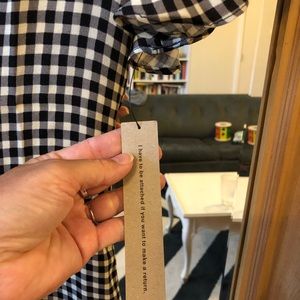 I have to be attached if you want to make a return.